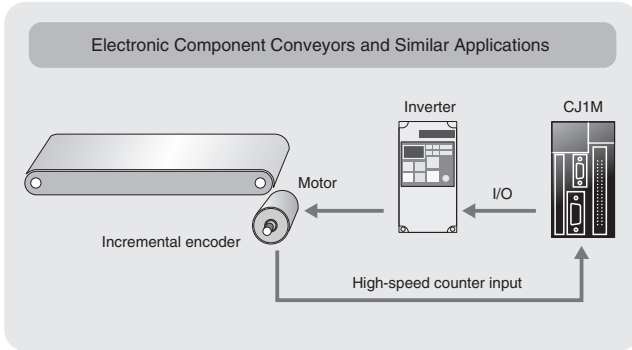 Electronic Component Conveyors and Similar Applications
Inverter
CJ1M
Motor
I/O
Incremental encoder
High-speed counter input